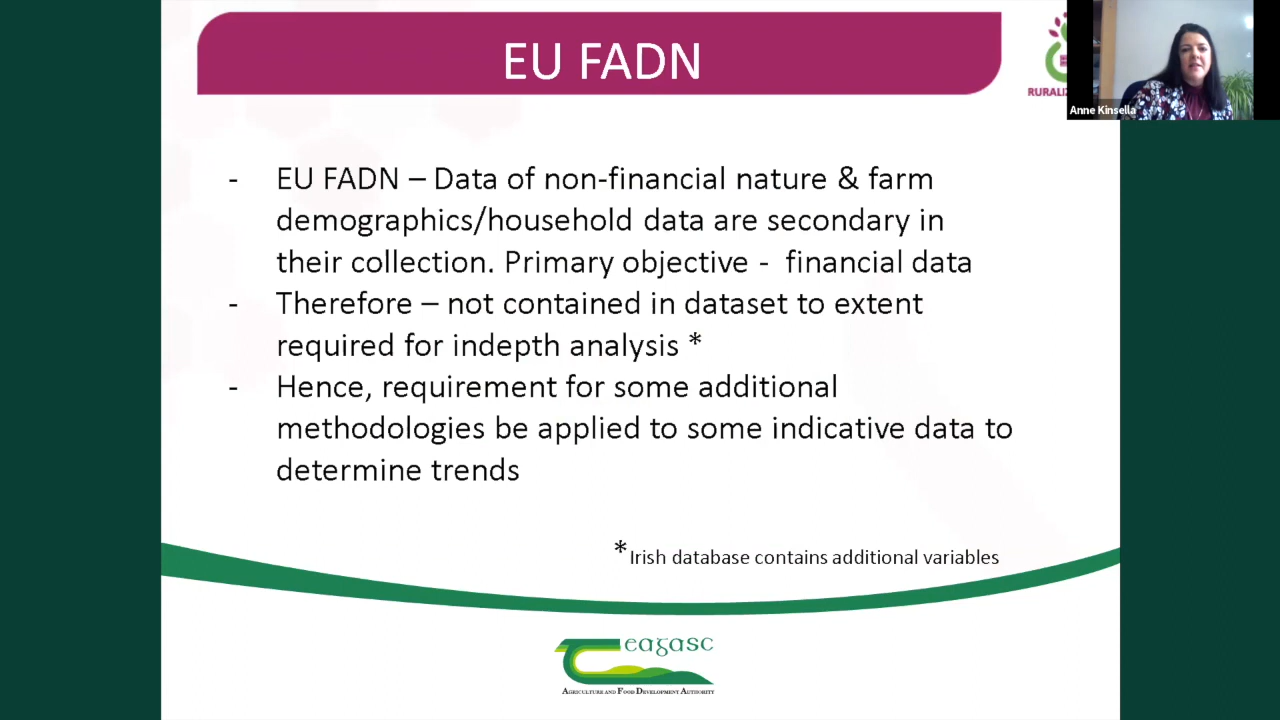 EU FADN
RURALIZ
Anne Kinsella
- EU FADN – Data of non-financial nature & farm
demographics/household data are secondary in
their collection. Primary objective - financial data
- Therefore – not contained in dataset to extent
required for indepth analysis *
- Hence, requirement for some additional
methodologies be applied to some indicative data to
determine trends
*Irish database contains additional variables
teagasc
AGRICULTURE AND FOOD DEVELOPMENT AUTHORITY